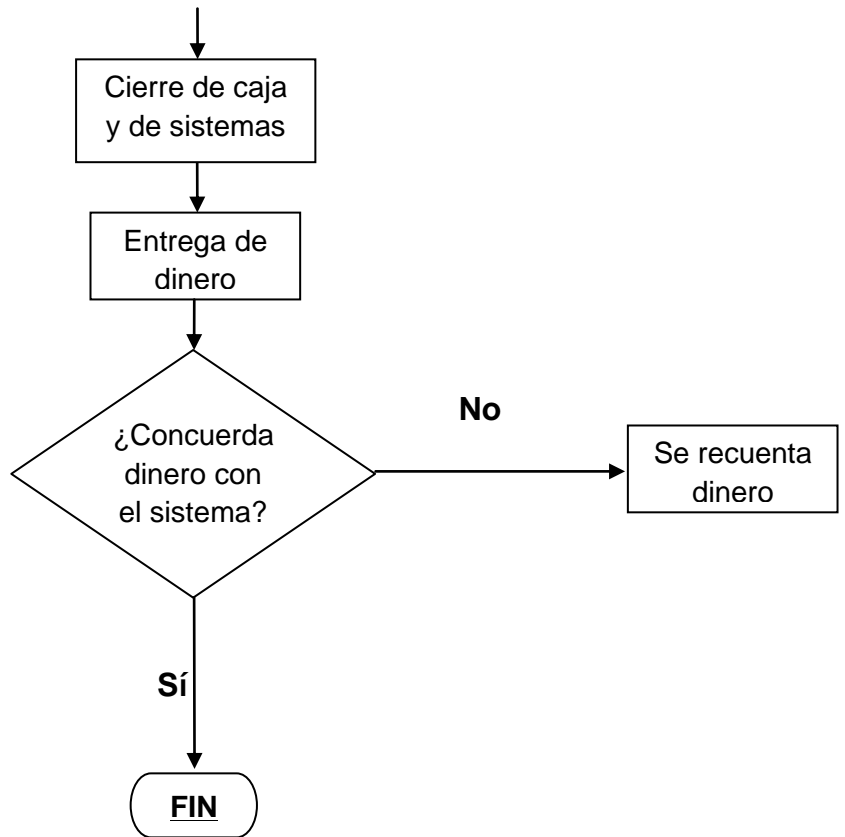 Cierre de caja
y de sistemas
Entrega de
dinero
¿Concuerda
dinero con
el sistema?
No
Se recuenta
dinero
Sí
FIN